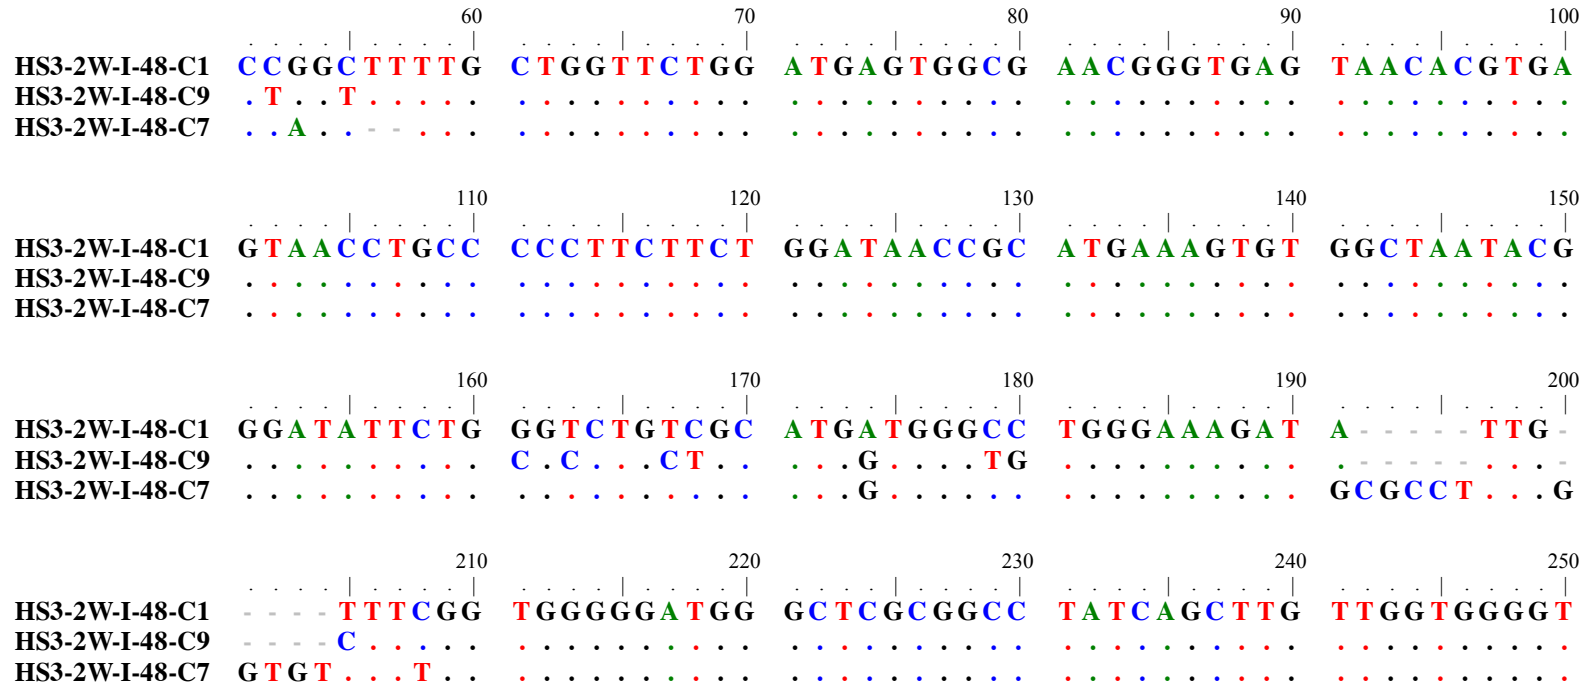 60 70 80 90 100
HS3-2W-I-48-C1 CCGGCTTTTG CTGGTTCTGG ATGAGTGGCG AACGGGTGAG TAACACGTGA
HS3-2W-I-48-C9 .T..T..... .......... .......... .......... ..........
HS3-2W-I-48-C7 ..A..--... .......... .......... .......... ..........
110 120 130 140 150
HS3-2W-I-48-C1 GTAACCTGCC CCCTTCTTCT GGATAACCGC ATGAAAGTGT GGCTAATACG
HS3-2W-I-48-C9 .......... .......... .......... .......... ..........
HS3-2W-I-48-C7 .......... .......... .......... .......... ..........
160 170 180 190 200
HS3-2W-I-48-C1 GGATATTCTG GGTCTGTCGC ATGATGGGCC TGGGAAAGAT A-----TTG-
HS3-2W-I-48-C9 .......... C.C...CT.. ...G....TG .......... .-----...-
HS3-2W-I-48-C7 .......... .......... ...G...... .......... GCGCCT...G
210 220 230 240 250
HS3-2W-I-48-C1 ----TTTCGG TGGGGGATGG GCTCGCGGCC TATCAGCTTG TTGGTGGGGT
HS3-2W-I-48-C9 ----C..... .......... .......... .......... ..........
HS3-2W-I-48-C7 GTGT...T.. .......... .......... .......... ..........